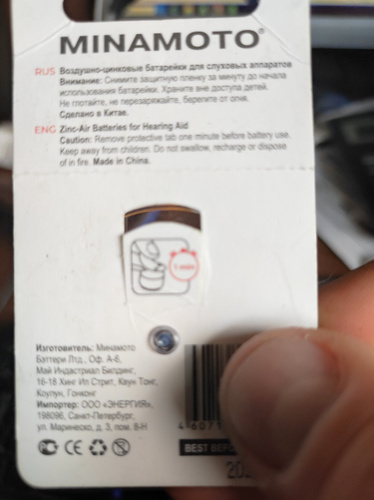 MINAMOTO®
RUS Воздушно-цинковые батарейки для слуховых аппаратов
Внимание: Снимите защитную пленку за минуту до начала
использования батарейки. Храните вне доступа детей.
Не глотайте, не перезаряжайте, берегите от огня.
Сделано в Китае.
ENG Zinc-Air Batteries for Hearing Aid
Caution: Remove protective tab one minute before battery use.
Keep away from children. Do not swallow, recharge or dispose
of in fire. Made in China.
1 min
Изготовитель: Минамото
Баттери Лтд., Оф. А-6,
Май Индастриал Билдинг,
16-18 Хинг Ип Стрит, Квун Тонг,
Коулун, Гонконг
Импортер: ООО «ЭНЕРГИЯ»,
198096, Санкт-Петербург,
ул. Маринеско, д. 3, пом. 8-Н
CE
4 607
BEST BEFO
202